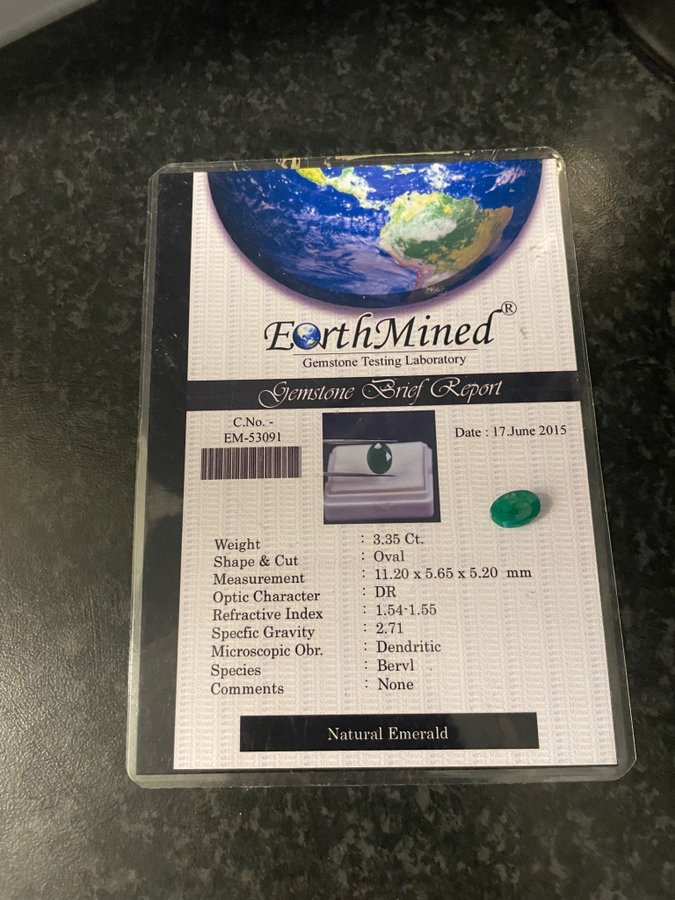 EarthMined®
Gemstone Testing Laboratory
Gemstone Brief Report
C.No. -
EM-53091
Date : 17.June 2015
Weight : 3.35 Ct.
Shape & Cut : Oval
Measurement : 11.20 x 5.65 x 5.20 mm
Optic Character : DR
Refractive Index : 1.54-1.55
Specfic Gravity : 2.71
Microscopic Obr. : Dendritic
Species : Bervl
Comments : None
Natural Emerald